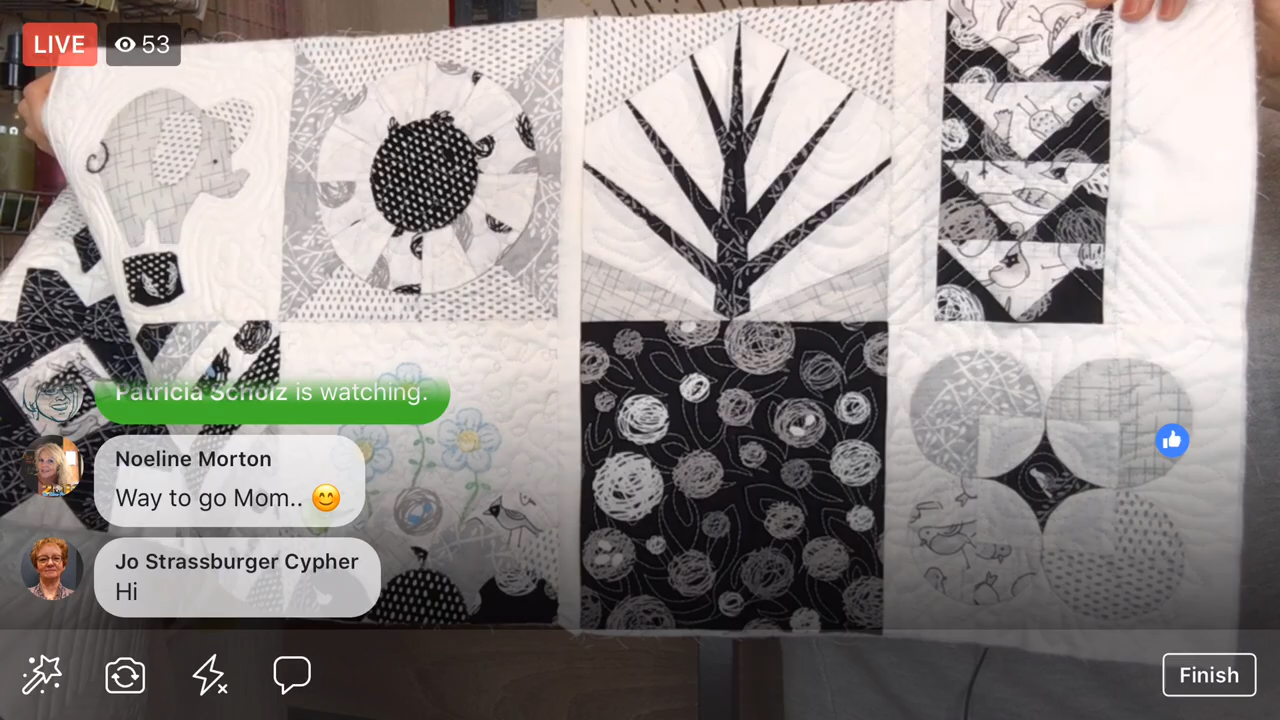 LIVE
53
Patricia Scholz is watching.
Noeline Morton
Way to go Mom.. 😊
Jo Strassburger Cypher
Hi
Finish